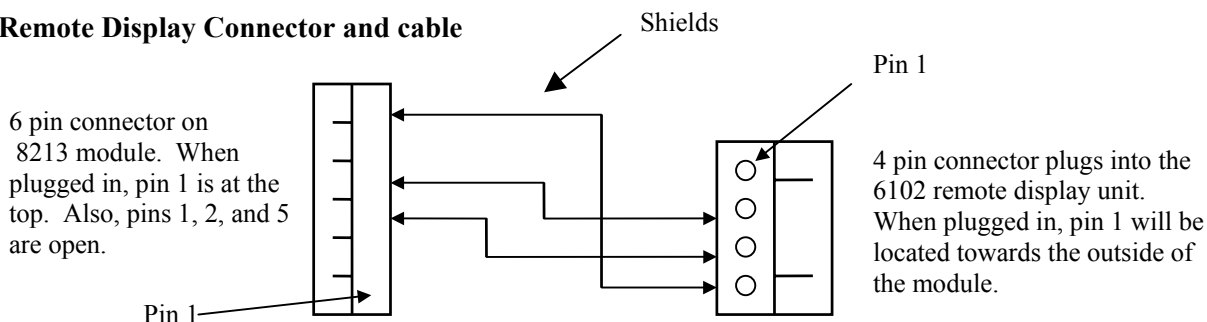 Remote Display Connector and cable
Shields
Pin 1
6 pin connector on
8213 module. When
plugged in, pin 1 is at the
top. Also, pins 1, 2, and 5
are open.
4 pin connector plugs into the
6102 remote display unit.
When plugged in, pin 1 will be
located towards the outside of
the module.
Pin 1